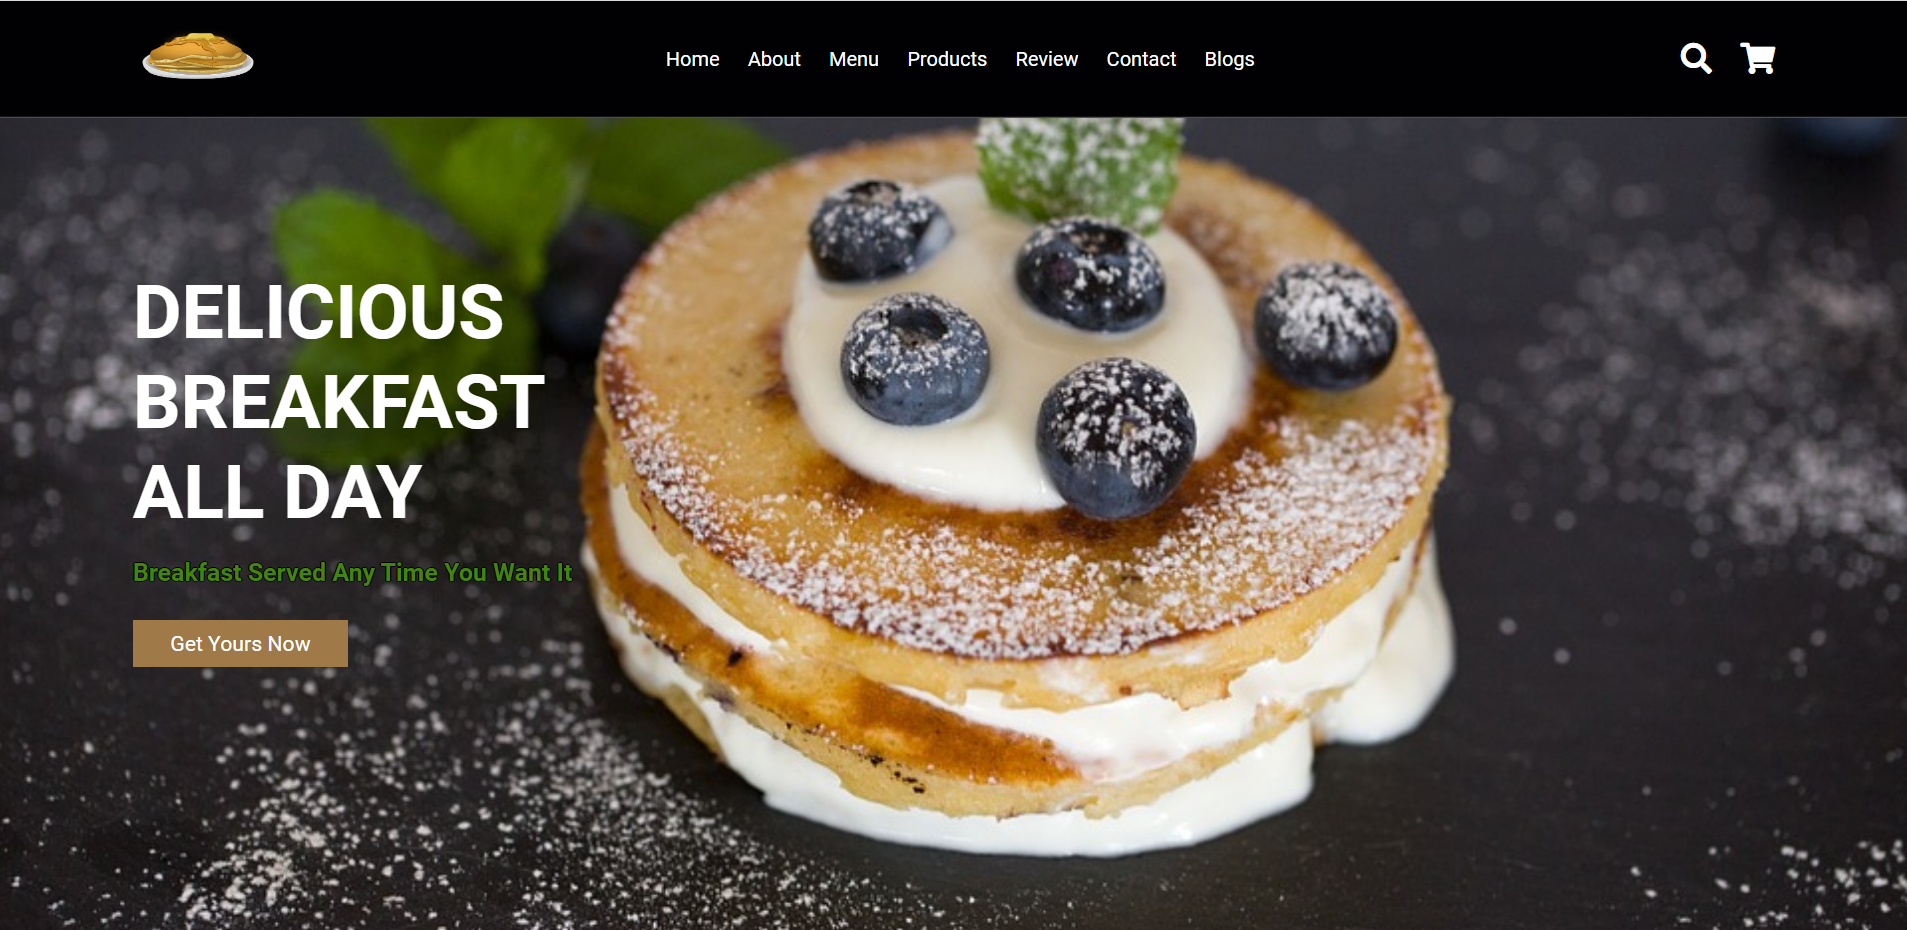 Home About Menu Products Review Contact Blogs
DELICIOUS
BREAKFAST
ALL DAY
Breakfast Served Any Time You Want It
Get Yours Now